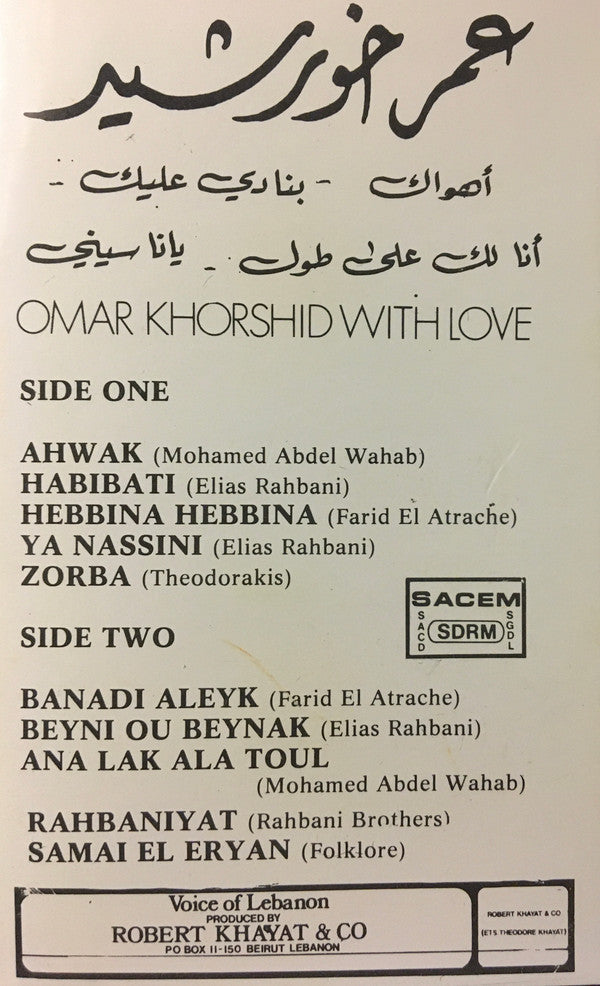 عمر خورشيد
أهواك - بنادي عليك -
أنا لك على طول - يا ناسيني
OMAR KHORSHID WITH LOVE
SIDE ONE
AHWAK (Mohamed Abdel Wahab)
HABIBATI (Elias Rahbani)
HEBBINA HEBBINA (Farid El Atrache)
YA NASSINI (Elias Rahbani)
ZORBA (Theodorakis)
SACEM
SACD SDRM SGDL
SIDE TWO
BANADI ALEYK (Farid El Atrache)
BEYNI OU BEYNAK (Elias Rahbani)
ANA LAK ALA TOUL
(Mohamed Abdel Wahab)
RAHBANIYAT (Rahbani Brothers)
SAMAI EL ERYAN (Folklore)
Voice of Lebanon
PRODUCED BY
ROBERT KHAYAT & CO
PO BOX 11-150 BEIRUT LEBANON
ROBERT KHAYAT & CO
(ETS THEODORE KHAYAT)